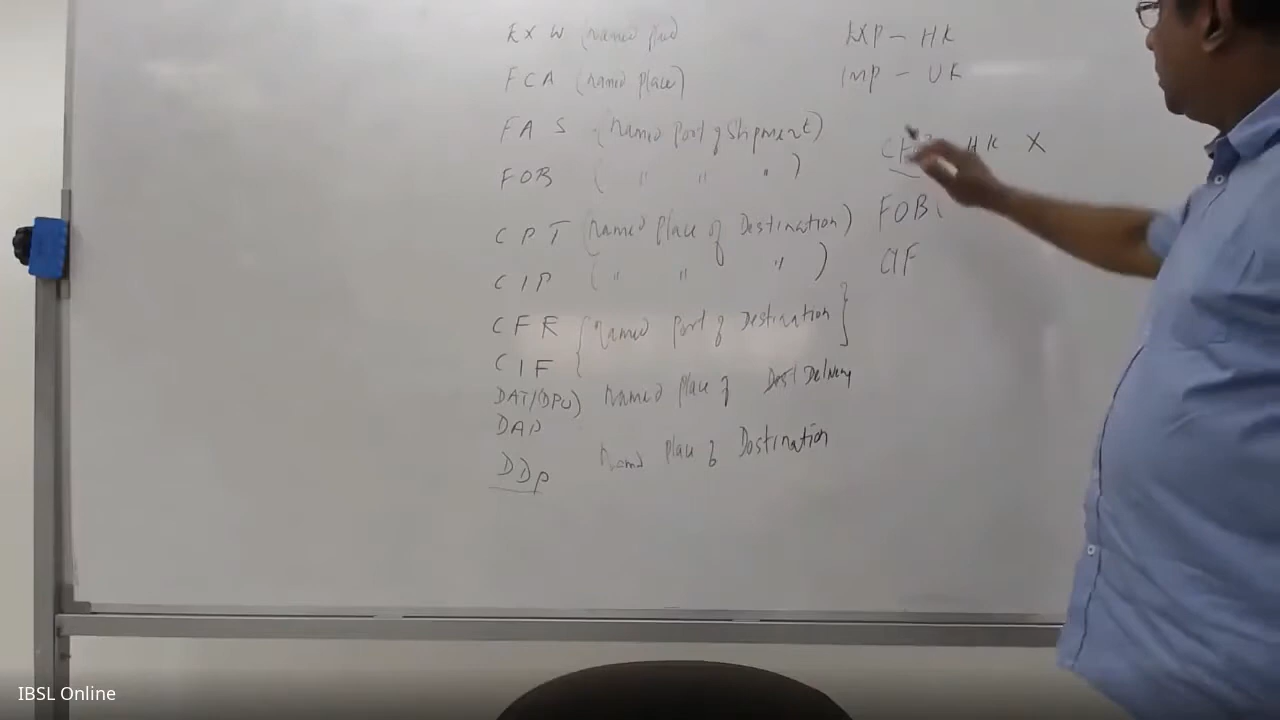 EXW (named place)
FCA (named place)
FAS (Named Port of Shipment)
FOB ( " " " )
CPT (Named place of Destination)
CIP ( " " " )
CFR { Named port of Destination }
CIF
DAT/(DPU) Named place of Delivery
DAP
DDP Named Place of Destination
EXP - HK
IMP - UK
HK X
FOB
CIF
IBSL Online